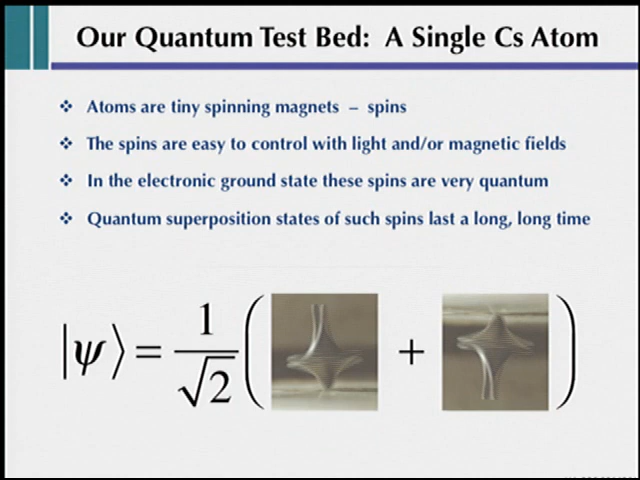 Our Quantum Test Bed: A Single Cs Atom
❖ Atoms are tiny spinning magnets – spins
❖ The spins are easy to control with light and/or magnetic fields
❖ In the electronic ground state these spins are very quantum
❖ Quantum superposition states of such spins last a long, long time
|ψ⟩ = 1/√2 ( + )